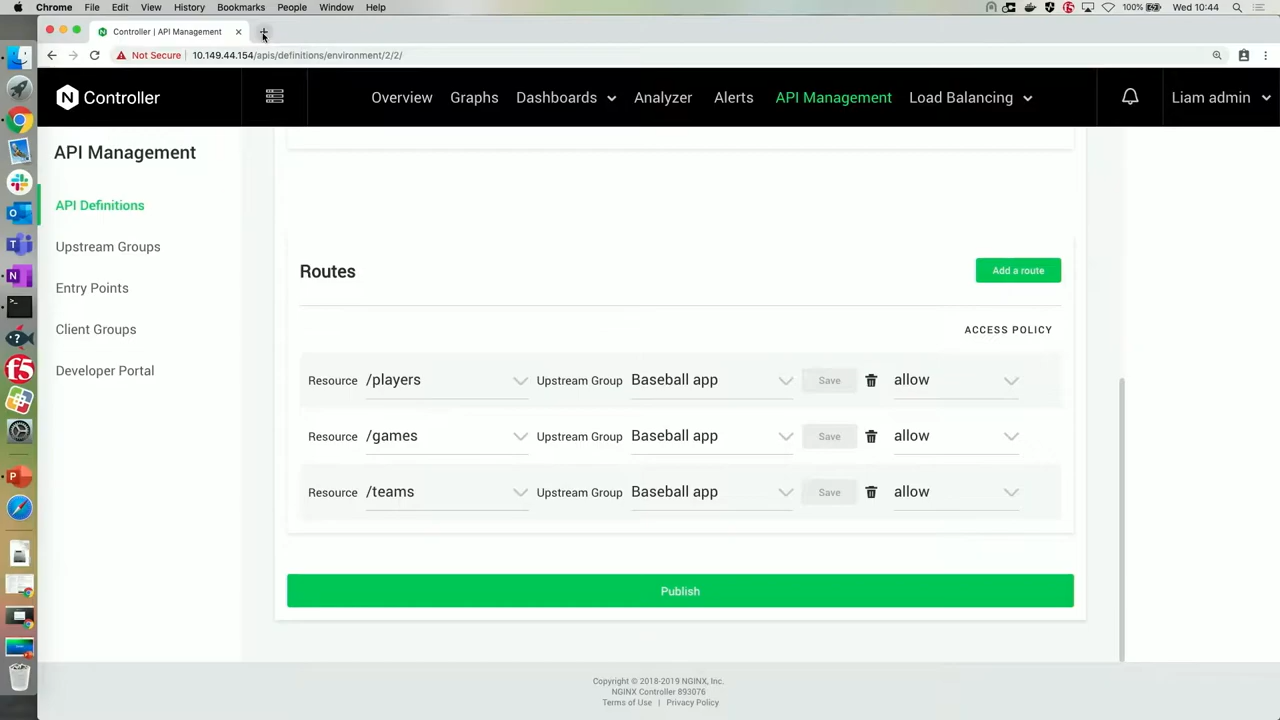 Chrome File Edit View History Bookmarks People Window Help 100% Wed 10:44
Controller | API Management
Not Secure 10.149.44.154/apis/definitions/environment/2/2/
N Controller Overview Graphs Dashboards Analyzer Alerts API Management Load Balancing Liam admin
API Management
API Definitions
Upstream Groups
Entry Points
Client Groups
Developer Portal
Routes Add a route
ACCESS POLICY
Resource /players Upstream Group Baseball app Save allow
Resource /games Upstream Group Baseball app Save allow
Resource /teams Upstream Group Baseball app Save allow
Publish
Copyright © 2018-2019 NGINX, Inc.
NGINX Controller 893076
Terms of Use | Privacy Policy